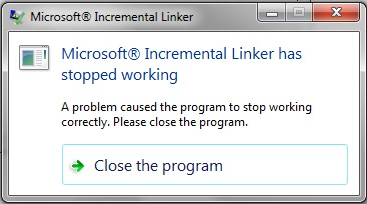 Microsoft® Incremental Linker
Microsoft® Incremental Linker has
stopped working
A problem caused the program to stop working
correctly. Please close the program.
Close the program